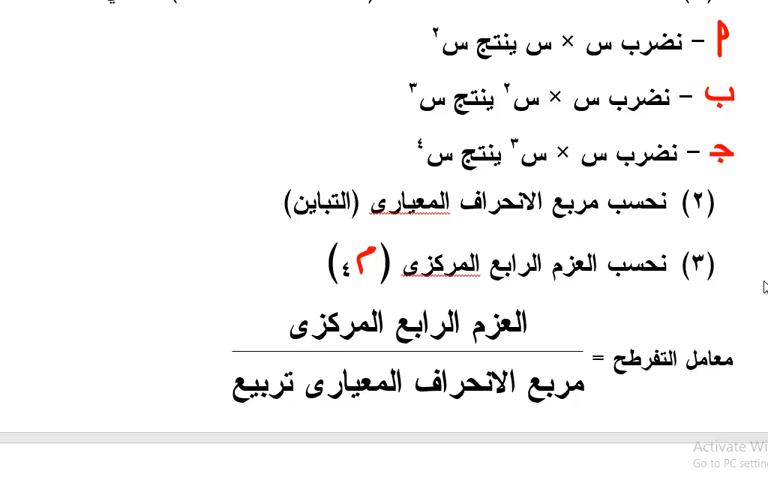 أ – نضرب س × س ينتج س٢
ب – نضرب س × س٢ ينتج س٣
جـ – نضرب س × س٣ ينتج س٤
(٢) نحسب مربع الانحراف المعيارى (التباين)
(٣) نحسب العزم الرابع المركزى (م٤)
العزم الرابع المركزى
معامل التفرطح =
مربع الانحراف المعيارى تربيع
Activate Wi
Go to PC settin